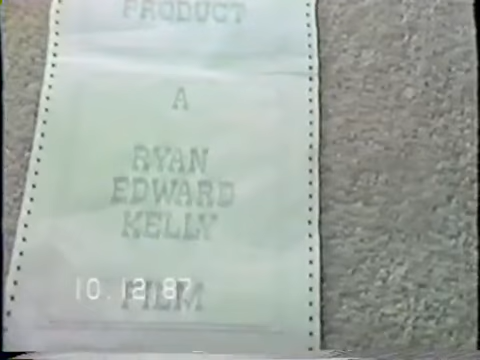 PRODUCT
A
RYAN
EDWARD
KELLY
FILM
10.12.87